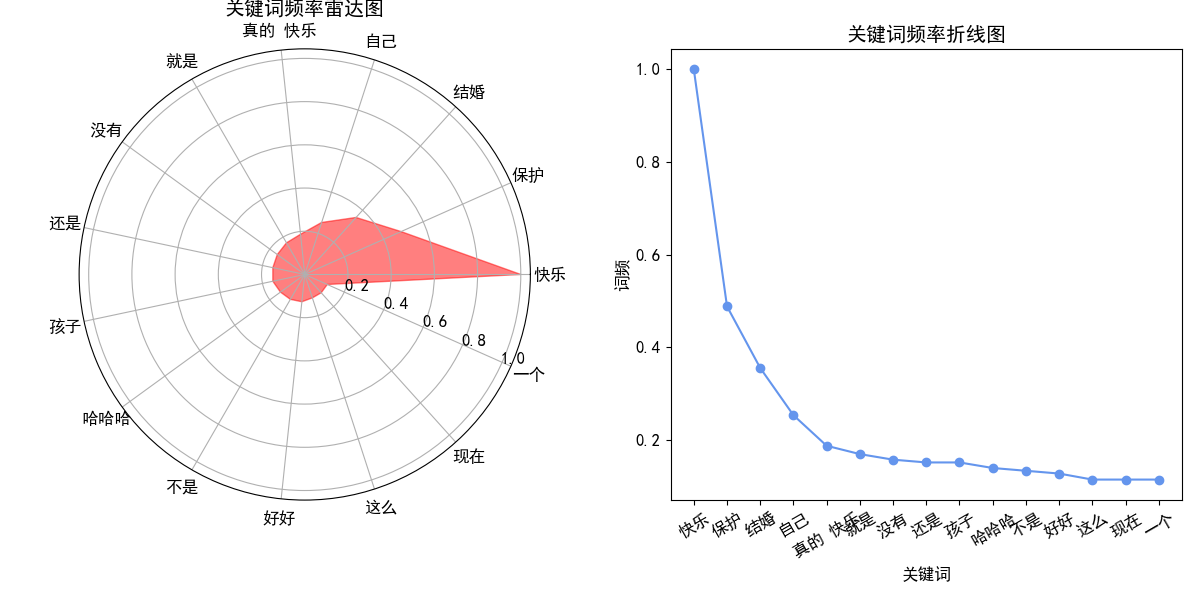 关键词频率雷达图
真的 快乐
自己
就是
结婚
没有
保护
还是
快乐
0.2
0.4
0.6
0.8
1.0
孩子
一个
哈哈哈
现在
不是
这么
好好
关键词频率折线图
1.0
0.8
0.6
0.4
0.2
词频
快乐
保护
结婚
自己
真的 快乐
就是
没有
还是
孩子
哈哈哈
不是
好好
这么
现在
一个
关键词